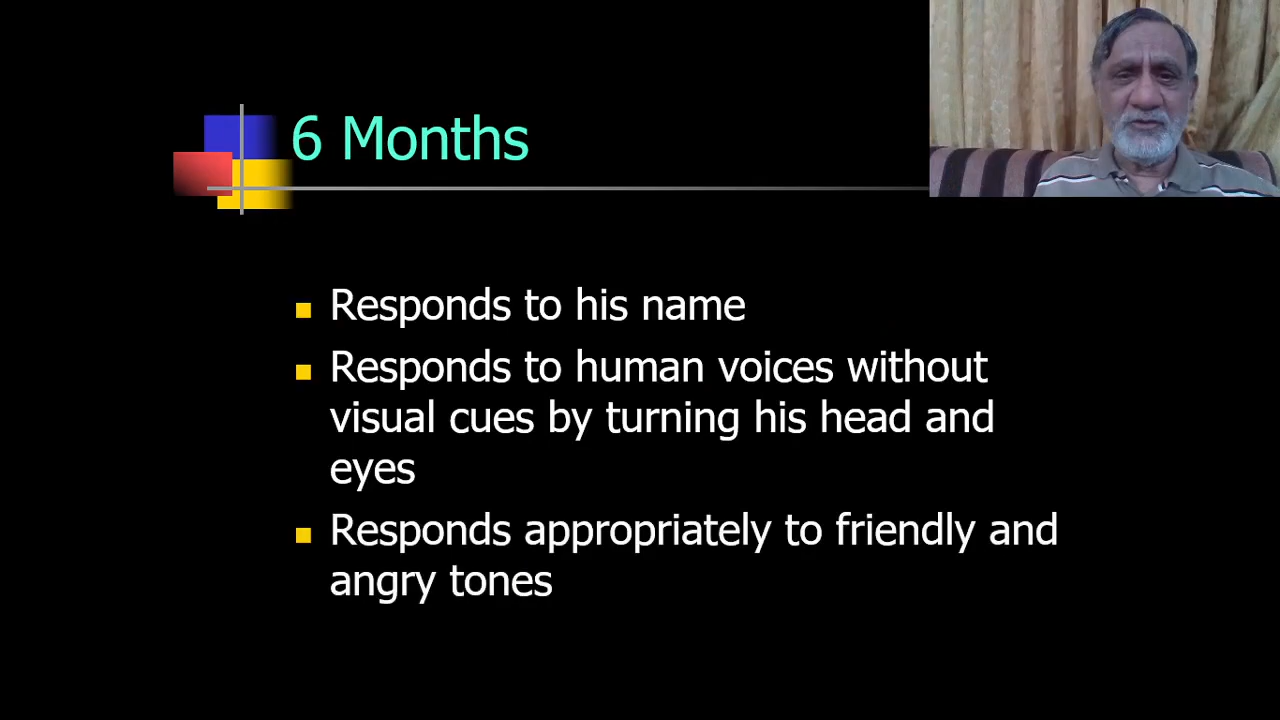 6 Months
Responds to his name
Responds to human voices without
visual cues by turning his head and
eyes
Responds appropriately to friendly and
angry tones